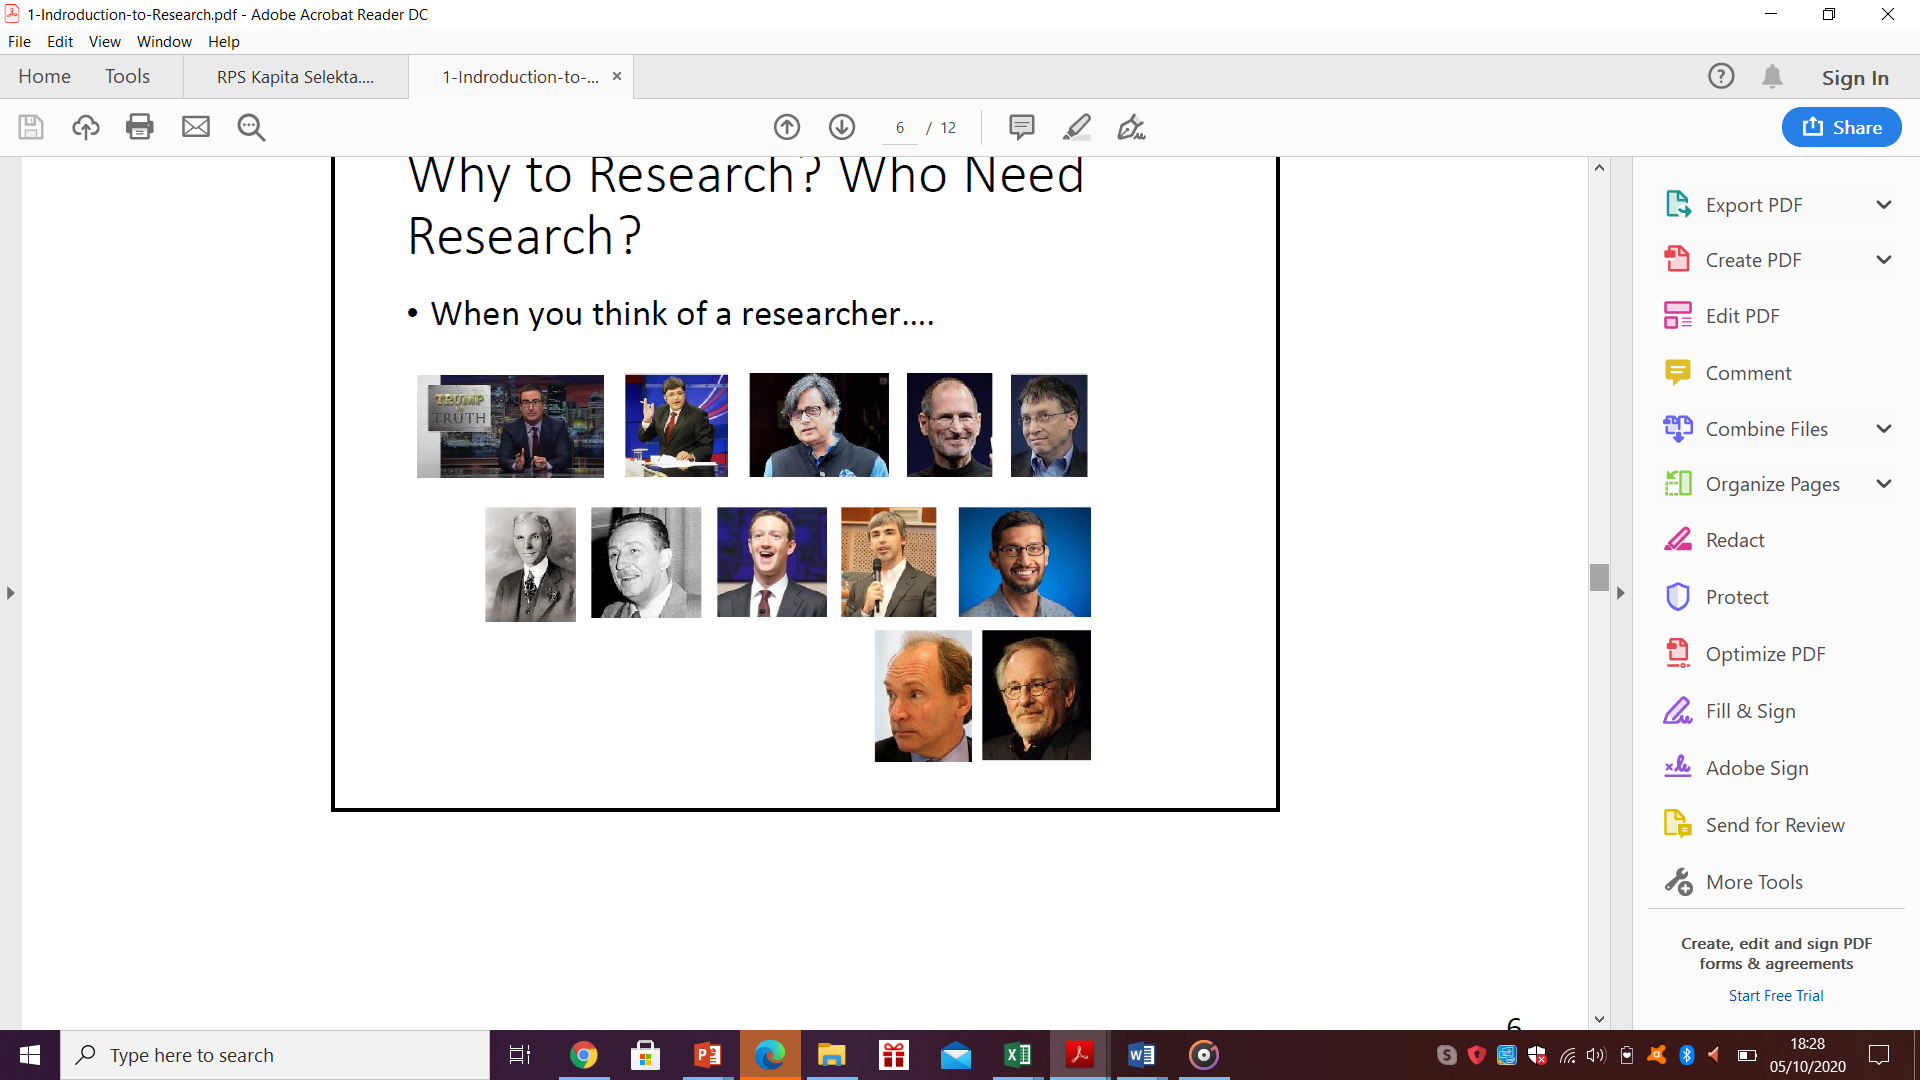 1-Indroduction-to-Research.pdf - Adobe Acrobat Reader DC
File Edit View Window Help
Home Tools RPS Kapita Selekta.... 1-Indroduction-to-... × Sign In
6 / 12 Share
Why to Research? Who Need
Research?
• When you think of a researcher....
TRUMP
vs
TRUTH
6
Export PDF
Create PDF
Edit PDF
Comment
Combine Files
Organize Pages
Redact
Protect
Optimize PDF
Fill & Sign
Adobe Sign
Send for Review
More Tools
Create, edit and sign PDF
forms & agreements
Start Free Trial
Type here to search
18:28
05/10/2020